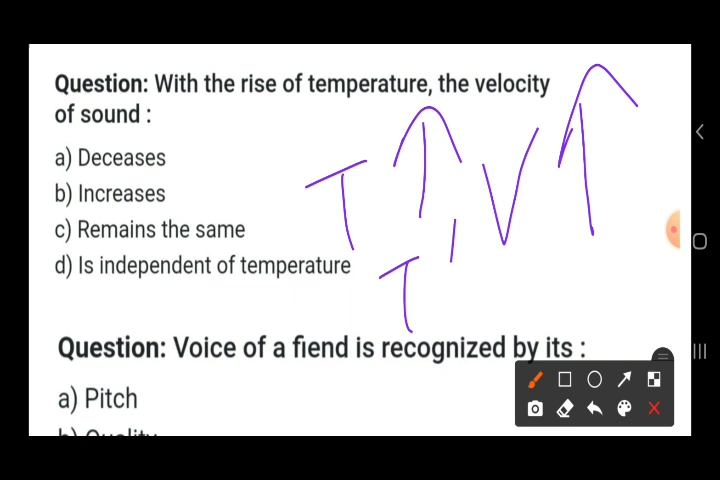 Question: With the rise of temperature, the velocity
of sound :
a) Deceases
b) Increases
c) Remains the same
d) Is independent of temperature
T ↑, V ↑
T
Question: Voice of a fiend is recognized by its :
a) Pitch
b) Quality